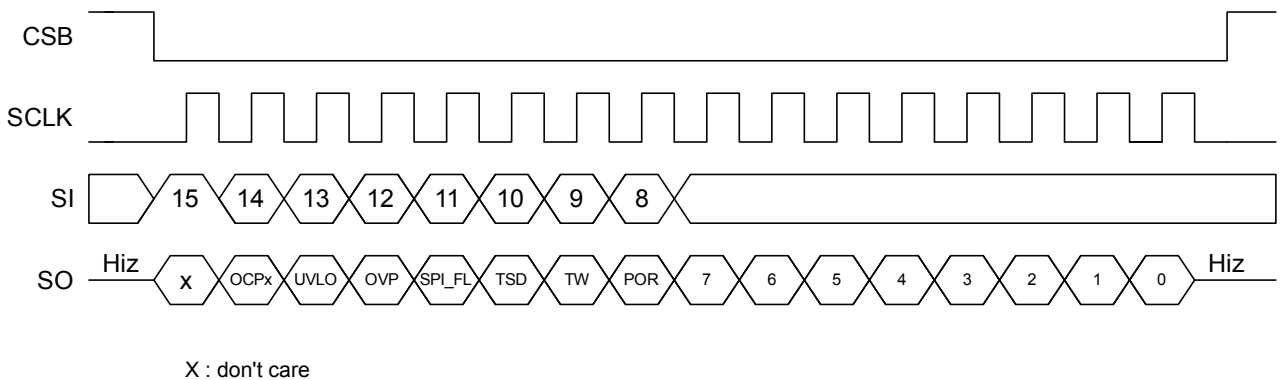 CSB
SCLK
SI 15 14 13 12 11 10 9 8
Hiz Hiz
SO x OCPx UVLO OVP SPI_FL TSD TW POR 7 6 5 4 3 2 1 0
X : don't care